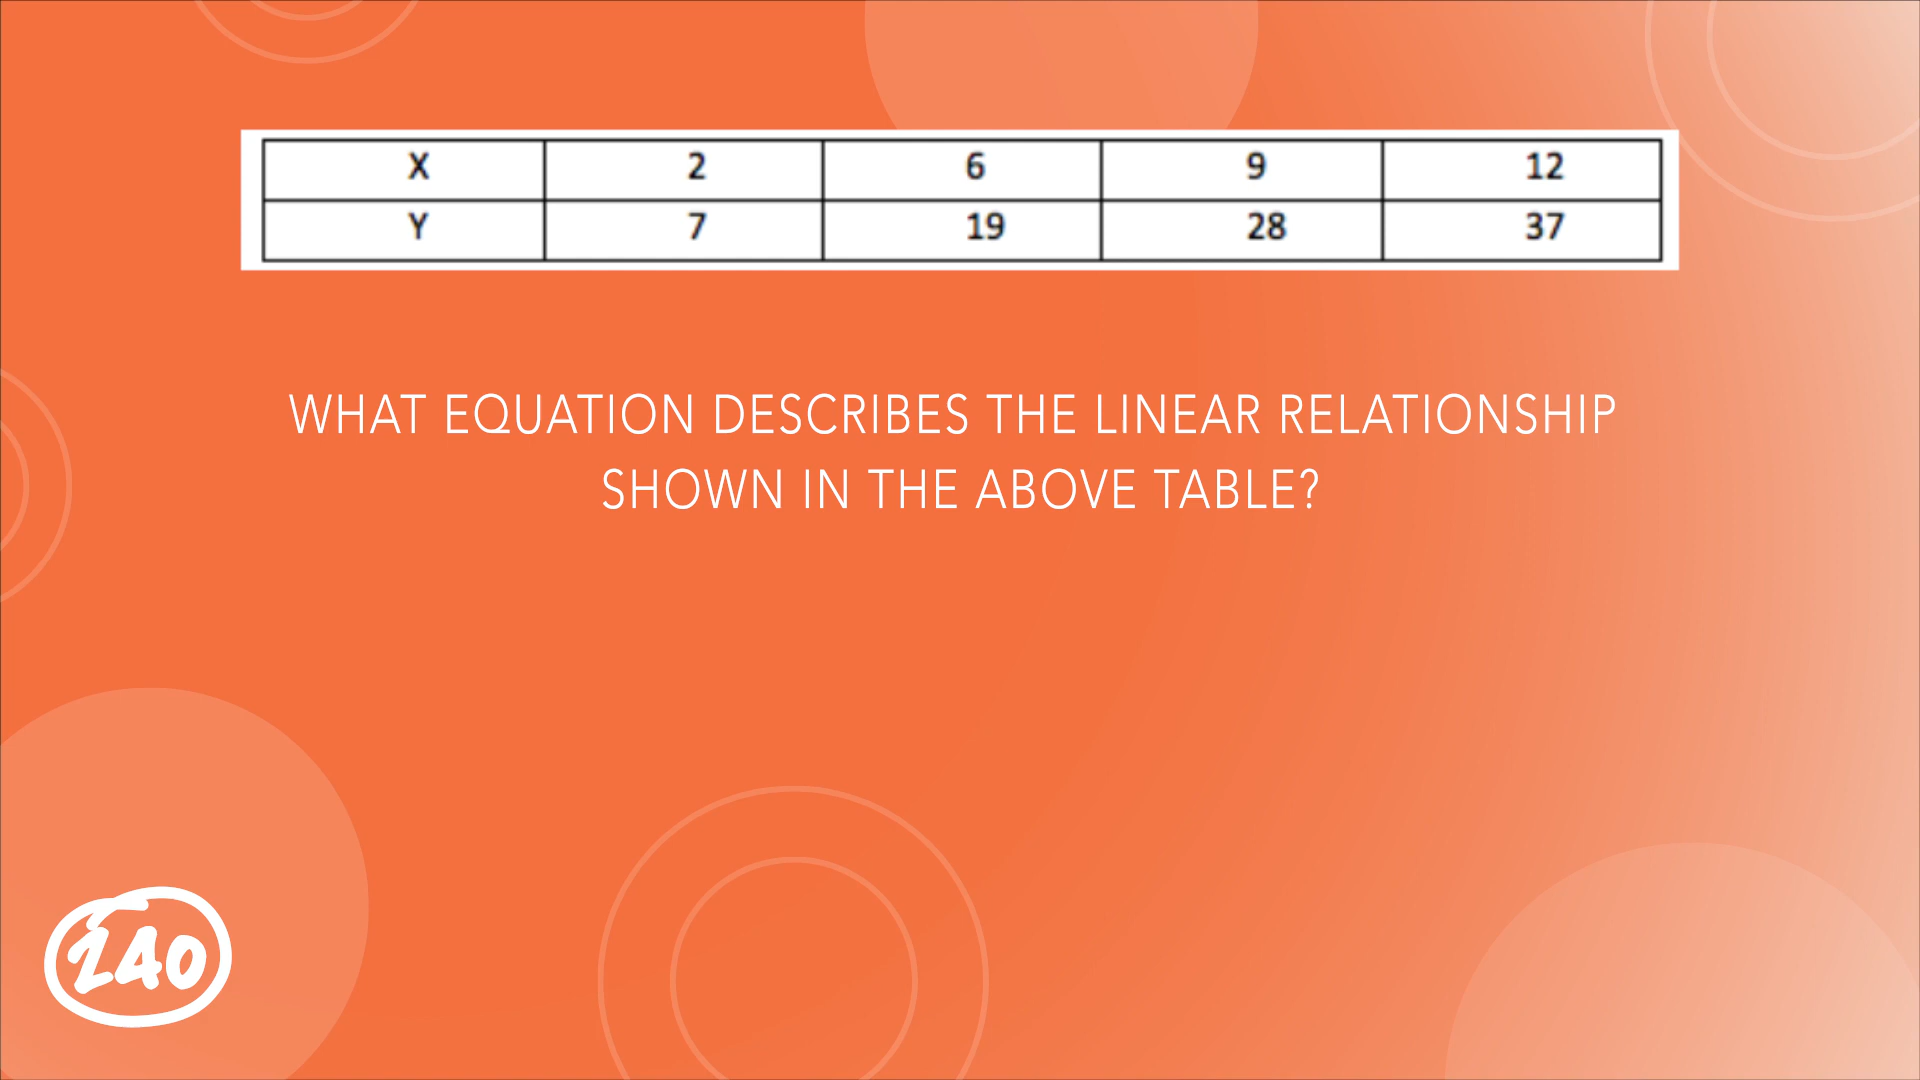 X 2 6 9 12
Y 7 19 28 37
WHAT EQUATION DESCRIBES THE LINEAR RELATIONSHIP
SHOWN IN THE ABOVE TABLE?
240